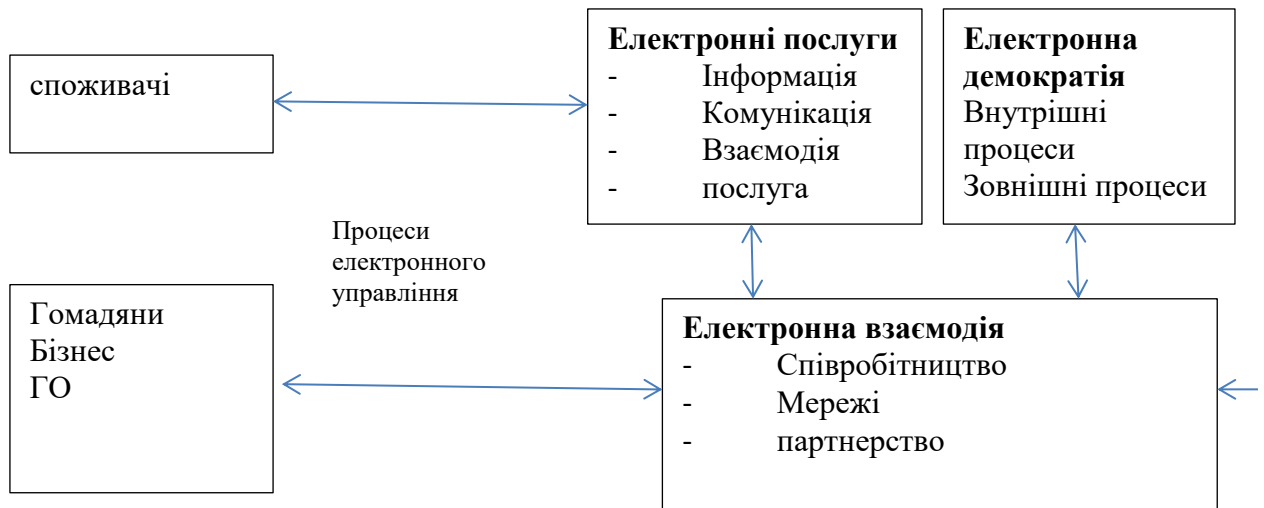 споживачі
Електронні послуги
- Інформація
- Комунікація
- Взаємодія
- послуга
Електронна
демократія
Внутрішні
процеси
Зовнішні процеси
Процеси
електронного
управління
Гомадяни
Бізнес
ГО
Електронна взаємодія
- Співробітництво
- Мережі
- партнерство